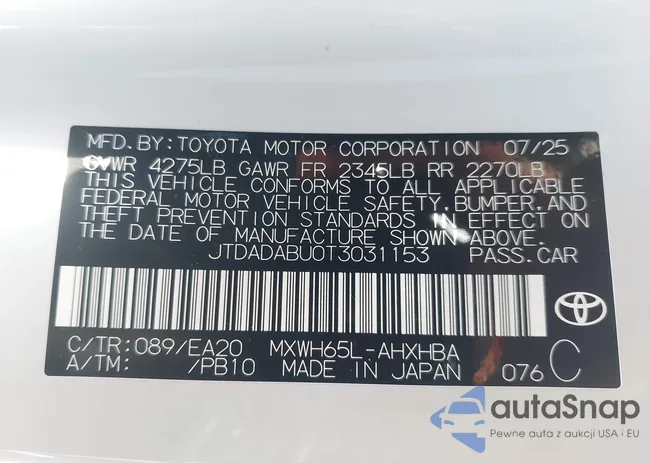 MFD. BY: TOYOTA MOTOR CORPORATION 07/25
GVWR 4275LB GAWR FR 2345LB RR 2270LB
THIS VEHICLE CONFORMS TO ALL APPLICABLE
FEDERAL MOTOR VEHICLE SAFETY, BUMPER, AND
THEFT PREVENTION STANDARDS IN EFFECT ON
THE DATE OF MANUFACTURE SHOWN ABOVE.
JTDADABU0T3031153 PASS. CAR
C/TR: 089/EA20 MXWH65L-AHXHBA
A/TM: /PB10 MADE IN JAPAN 076 C
TOYOTA
autaSnap
Pewne auta z aukcji USA i EU